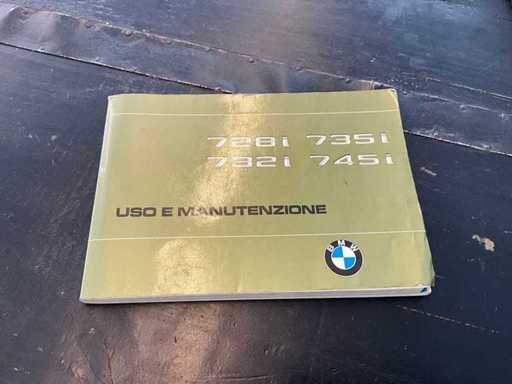 728i 735i
732i 745i
USO E MANUTENZIONE
BMW